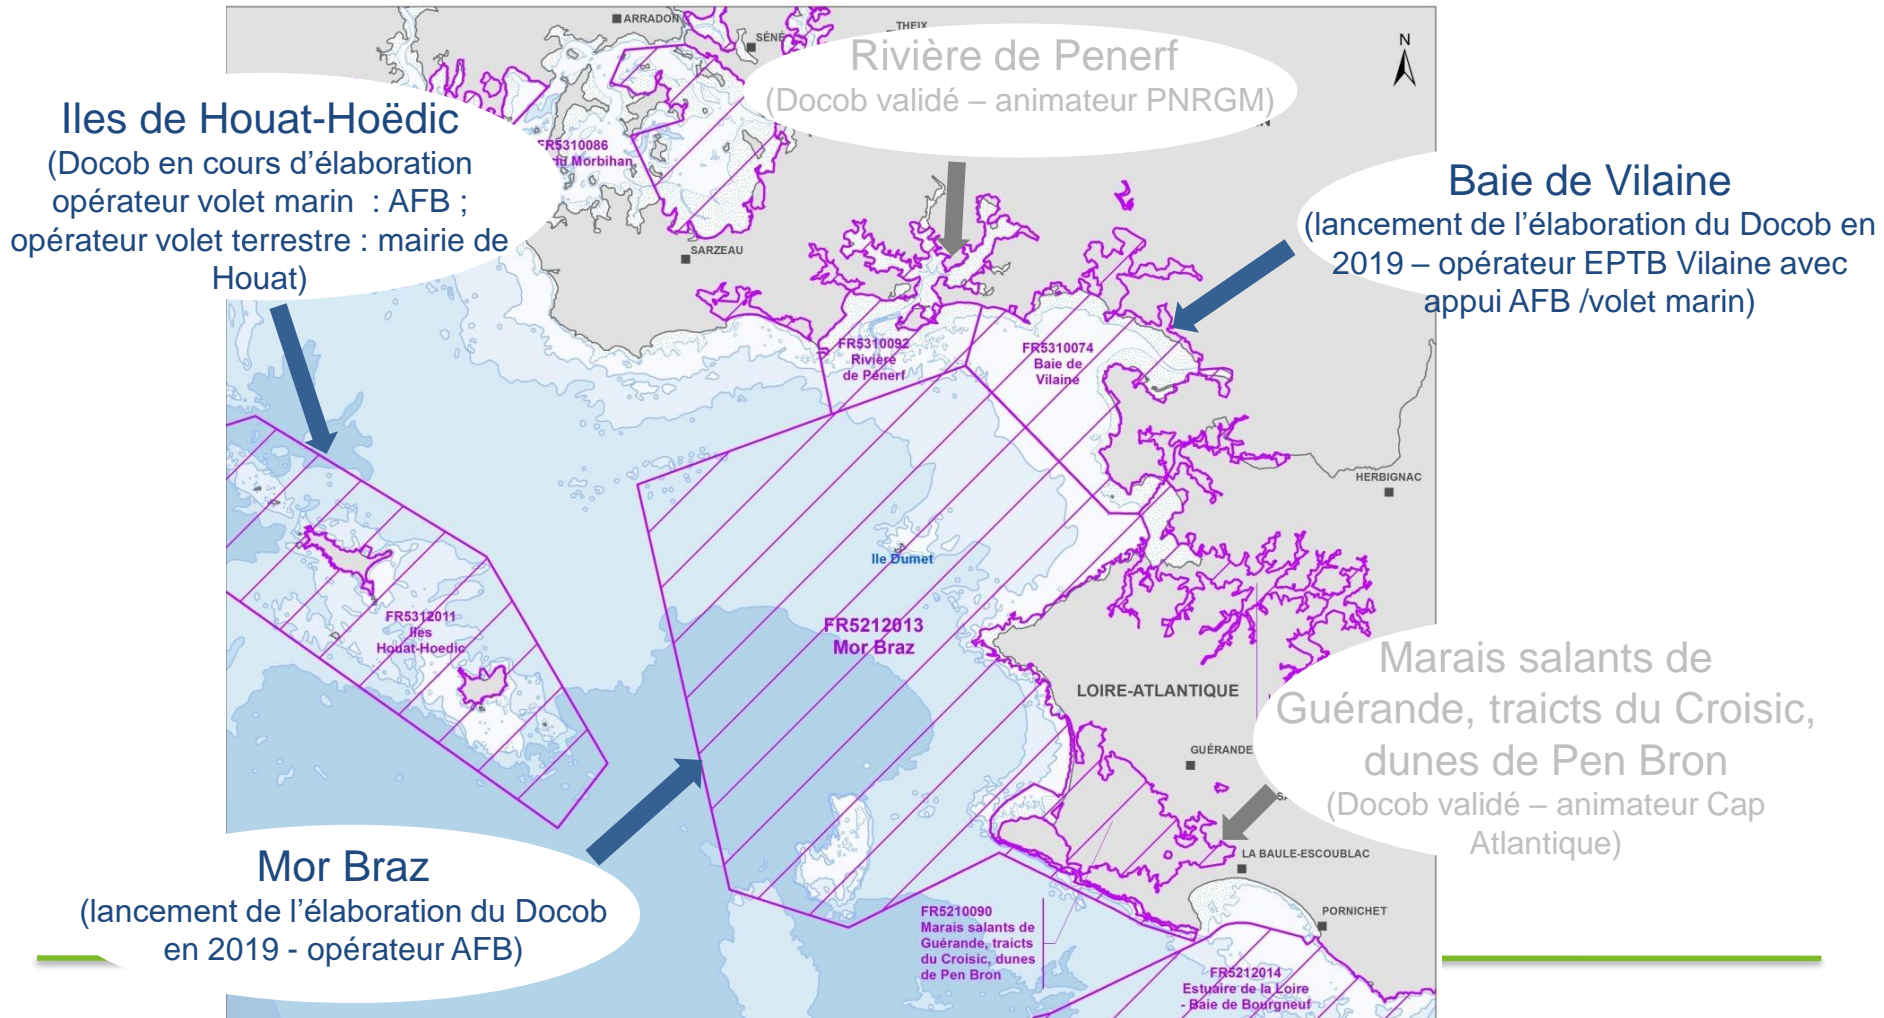 ARRADON
SÉNÉ
THEIX
N
Rivière de Penerf
(Docob validé – animateur PNRGM)
Iles de Houat-Hoëdic
(Docob en cours d'élaboration
opérateur volet marin : AFB ;
opérateur volet terrestre : mairie de
Houat)
FR5310086
du Morbihan
Baie de Vilaine
(lancement de l'élaboration du Docob en
2019 – opérateur EPTB Vilaine avec
appui AFB /volet marin)
SARZEAU
FR5310092
Rivière
de Pénerf
FR5310074
Baie de
Vilaine
HERBIGNAC
Ile Dumet
FR5312011
Iles
Houat-Hoedic
FR5212013
Mor Braz
LOIRE-ATLANTIQUE
GUÉRANDE
Marais salants de
Guérande, traicts du Croisic,
dunes de Pen Bron
(Docob validé – animateur Cap
Atlantique)
LA BAULE-ESCOUBLAC
PORNICHET
Mor Braz
(lancement de l'élaboration du Docob
en 2019 - opérateur AFB)
FR5210090
Marais salants de
Guérande, traicts
du Croisic, dunes
de Pen Bron
FR5212014
Estuaire de la Loire
- Baie de Bourgneuf